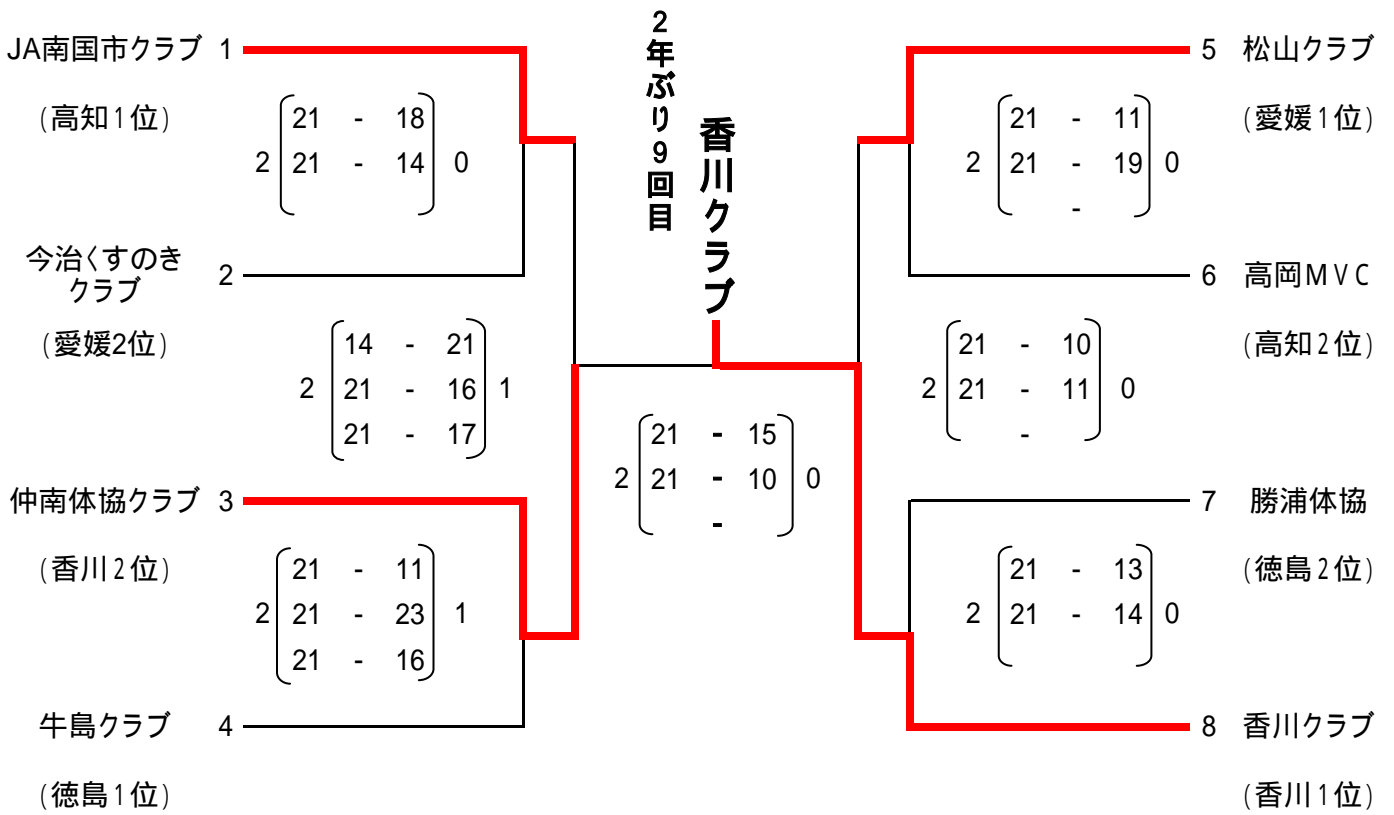 2年ぶり9回目
香川クラブ
JA南国市クラブ 1
(高知1位)
2 21 - 18 0
21 - 14
今治くすのき
クラブ 2
(愛媛2位)
2 14 - 21 1
21 - 16
21 - 17
仲南体協クラブ 3
(香川2位)
2 21 - 11 1
21 - 23
21 - 16
牛島クラブ 4
(徳島1位)
2 21 - 15 0
21 - 10
-
5 松山クラブ
(愛媛1位)
2 21 - 11 0
21 - 19
-
6 高岡MVC
(高知2位)
2 21 - 10 0
21 - 11
-
7 勝浦体協
(徳島2位)
2 21 - 13 0
21 - 14
8 香川クラブ
(香川1位)